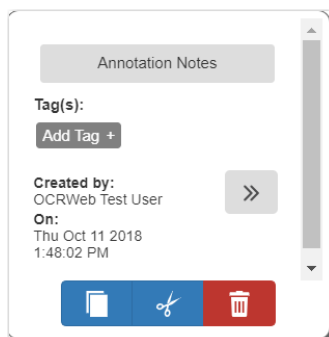 Annotation Notes
Tag(s):
Add Tag +
Created by:
OCRWeb Test User
On:
Thu Oct 11 2018
1:48:02 PM